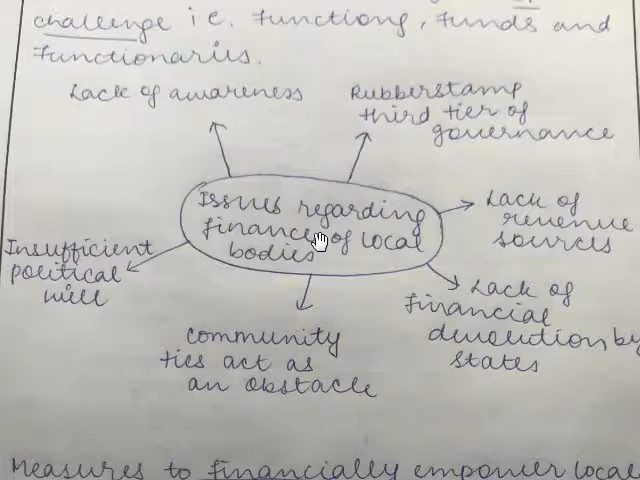 challenge i.e. Functions, Funds and
Functionaries.
Lack of awareness
Rubberstamp
third tier of
governance
Issues regarding
finance of local
bodies
Lack of
revenue
sources
Insufficient
political
will
Lack of
financial
devolution by
states
Community
ties act as
an obstacle
Measures to financially empower local